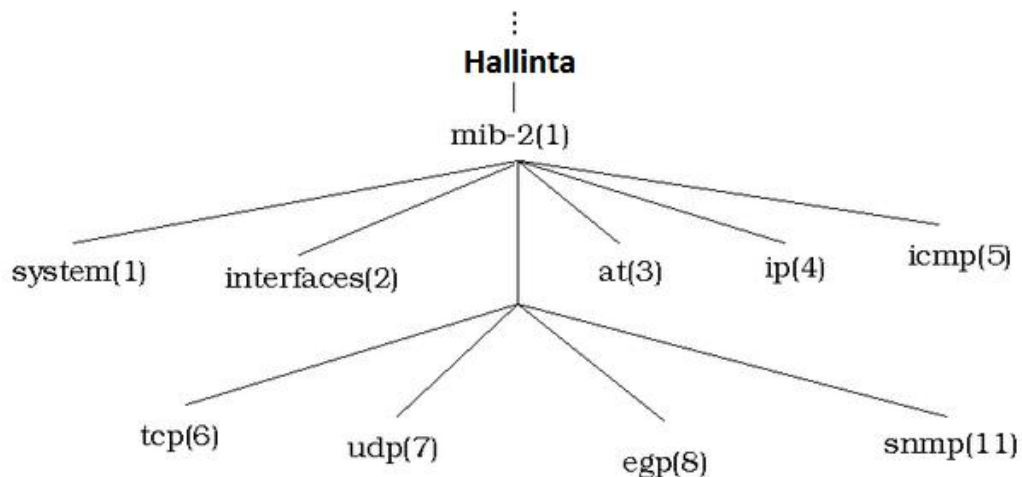 Hallinta
mib-2(1)
system(1)
interfaces(2)
at(3)
ip(4)
icmp(5)
tcp(6)
udp(7)
egp(8)
snmp(11)